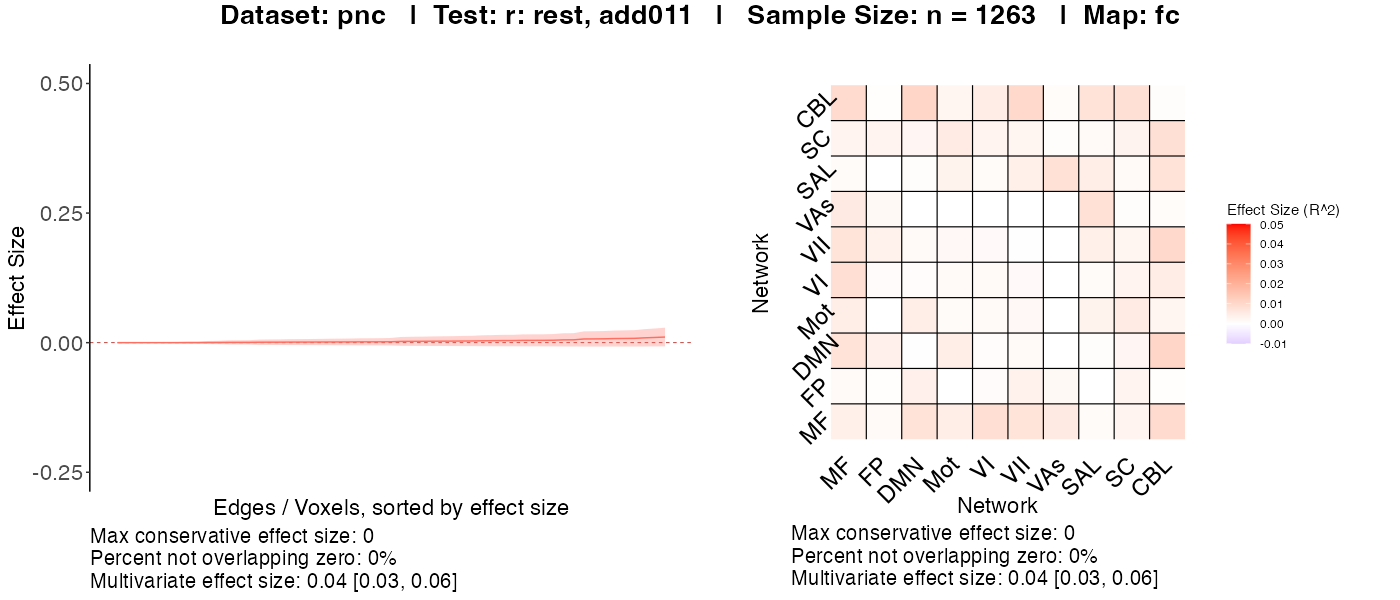 Dataset: pnc | Test: r: rest, add011 | Sample Size: n = 1263 | Map: fc
0.50
0.25
0.00
-0.25
Effect Size
Edges / Voxels, sorted by effect size
Max conservative effect size: 0
Percent not overlapping zero: 0%
Multivariate effect size: 0.04 [0.03, 0.06]
Network
CBL
SC
SAL
VAs
VII
VI
Mot
DMN
FP
MF
MF
FP
DMN
Mot
VI
VII
VAs
SAL
SC
CBL
Network
Max conservative effect size: 0
Percent not overlapping zero: 0%
Multivariate effect size: 0.04 [0.03, 0.06]
Effect Size (R^2)
0.05
0.04
0.03
0.02
0.01
0.00
-0.01